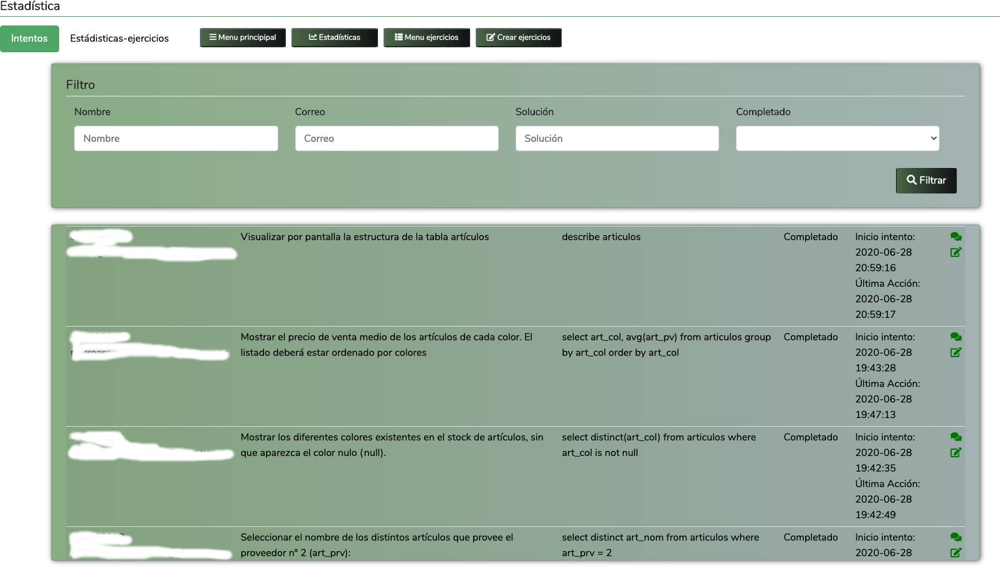 Estadística
Intentos
Estádisticas-ejercicios
Menu principipal
Estadísticas
Menu ejercicios
Crear ejercicios
Filtro
Nombre
Correo
Solución
Completado
Nombre
Correo
Solución
Filtrar
Visualizar por pantalla la estructura de la tabla artículos
describe articulos
Completado
Inicio intento:
2020-06-28
20:59:16
Última Acción:
2020-06-28
20:59:17
Mostrar el precio de venta medio de los artículos de cada color. El
listado deberá estar ordenado por colores
select art_col, avg(art_pv) from articulos group
by art_col order by art_col
Completado
Inicio intento:
2020-06-28
19:43:28
Última Acción:
2020-06-28
19:47:13
Mostrar los diferentes colores existentes en el stock de artículos, sin
que aparezca el color nulo (null).
select distinct(art_col) from articulos where
art_col is not null
Completado
Inicio intento:
2020-06-28
19:42:35
Última Acción:
2020-06-28
19:42:49
Seleccionar el nombre de los distintos artículos que provee el
proveedor nº 2 (art_prv):
select distinct art_nom from articulos where
art_prv = 2
Completado
Inicio intento:
2020-06-28